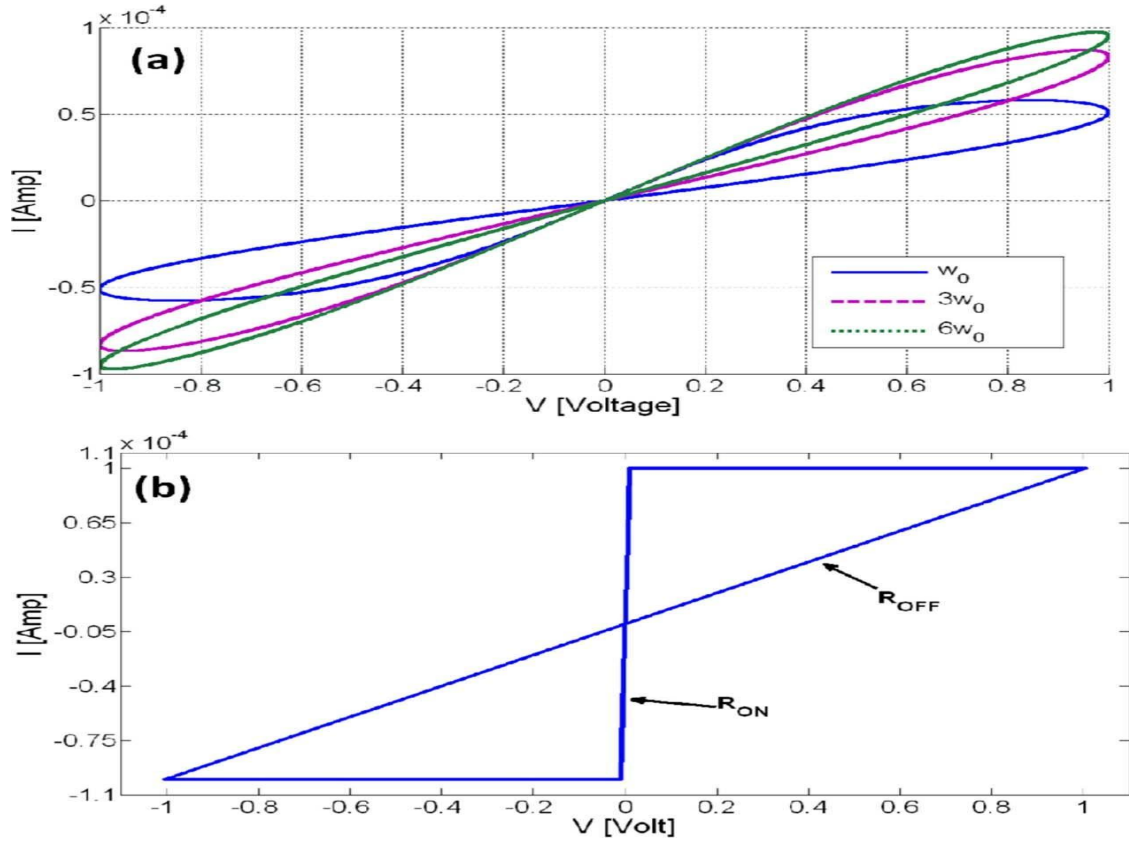 × 10⁻⁴
(a)
1
0.5
0
-0.5
-1
I [Amp]
w₀
3w₀
6w₀
-1 -0.8 -0.6 -0.4 -0.2 0 0.2 0.4 0.6 0.8 1
V [Voltage]
× 10⁻⁴
(b)
1.1
1
0.65
0.3
-0.05
-0.4
-0.75
-1.1
I [Amp]
R_OFF
R_ON
-1 -0.8 -0.6 -0.4 -0.2 0 0.2 0.4 0.6 0.8 1
V [Volt]